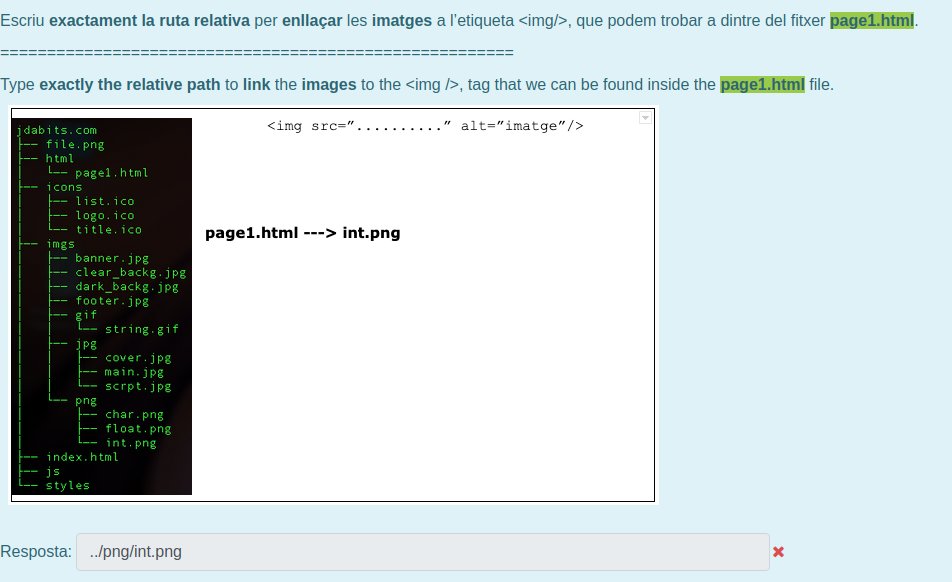 Escriu exactament la ruta relativa per enllaçar les imatges a l'etiqueta <img/>, que podem trobar a dintre del fitxer page1.html.
=======================================================
Type exactly the relative path to link the images to the <img />, tag that we can be found inside the page1.html file.
<img src=”..........” alt=”imatge”/>
jdabits.com
├── file.png
├── html
│   └── page1.html
├── icons
│   ├── list.ico
│   ├── logo.ico
│   └── title.ico
├── imgs
│   ├── banner.jpg
│   ├── clear_backg.jpg
│   ├── dark_backg.jpg
│   ├── footer.jpg
│   ├── gif
│   │   └── string.gif
│   ├── jpg
│   │   ├── cover.jpg
│   │   ├── main.jpg
│   │   └── scrpt.jpg
│   └── png
│       ├── char.png
│       ├── float.png
│       └── int.png
├── index.html
├── js
└── styles
page1.html ---> int.png
Resposta: ../png/int.png